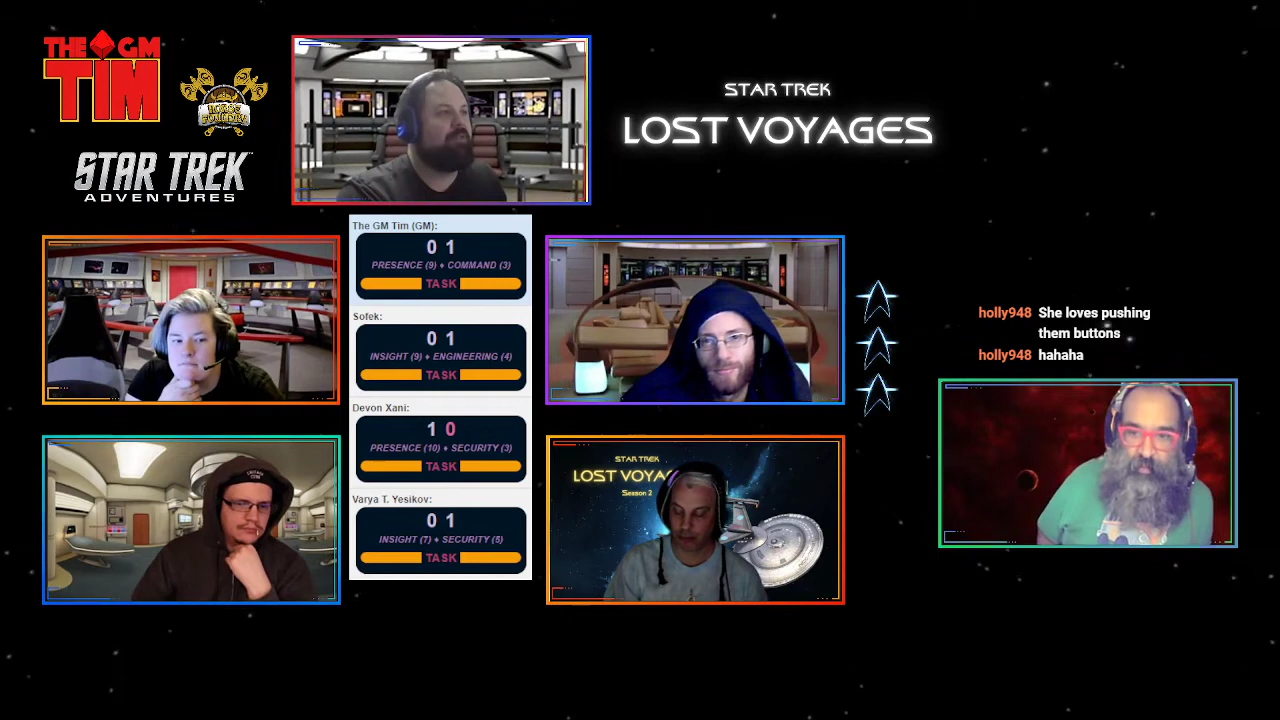 THE GM
TIM
STAR TREK
ADVENTURES
STAR TREK
LOST VOYAGES
The GM Tim (GM):
0 1
PRESENCE (9) ♦ COMMAND (3)
TASK
Sofek:
0 1
INSIGHT (9) ♦ ENGINEERING (4)
TASK
Devon Xani:
1 0
PRESENCE (10) ♦ SECURITY (3)
TASK
Varya T. Yesikov:
0 1
INSIGHT (7) ♦ SECURITY (5)
TASK
STAR TREK
LOST VOYAG
Season 2
holly948 She loves pushing
them buttons
holly948 hahaha